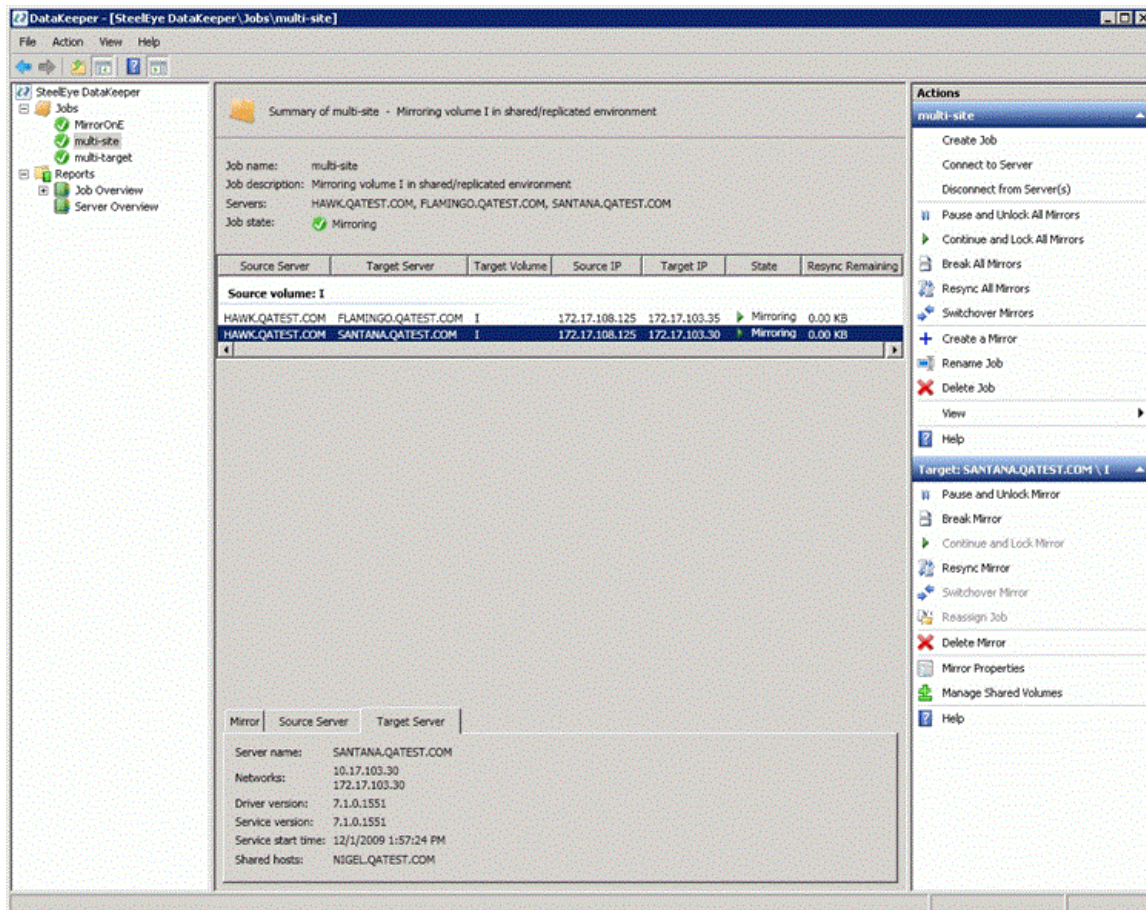 DataKeeper - [SteelEye DataKeeper\Jobs\multi-site]
File Action View Help
SteelEye DataKeeper
Jobs
MirrorOnE
multi-site
multi-target
Reports
Job Overview
Server Overview
Summary of multi-site - Mirroring volume I in shared/replicated environment
Job name: multi-site
Job description: Mirroring volume I in shared/replicated environment
Servers: HAWK.QATEST.COM, FLAMINGO.QATEST.COM, SANTANA.QATEST.COM
Job state: Mirroring
Source Server Target Server Target Volume Source IP Target IP State Resync Remaining
Source volume: I
HAWK.QATEST.COM FLAMINGO.QATEST.COM I 172.17.108.125 172.17.103.35 Mirroring 0.00 KB
HAWK.QATEST.COM SANTANA.QATEST.COM I 172.17.108.125 172.17.103.30 Mirroring 0.00 KB
Mirror Source Server Target Server
Server name: SANTANA.QATEST.COM
Networks: 10.17.103.30
172.17.103.30
Driver version: 7.1.0.1551
Service version: 7.1.0.1551
Service start time: 12/1/2009 1:57:24 PM
Shared hosts: NIGEL.QATEST.COM
Actions
multi-site
Create Job
Connect to Server
Disconnect from Server(s)
Pause and Unlock All Mirrors
Continue and Lock All Mirrors
Break All Mirrors
Resync All Mirrors
Switchover Mirrors
Create a Mirror
Rename Job
Delete Job
View
Help
Target: SANTANA.QATEST.COM \ I
Pause and Unlock Mirror
Break Mirror
Continue and Lock Mirror
Resync Mirror
Switchover Mirror
Reassign Job
Delete Mirror
Mirror Properties
Manage Shared Volumes
Help